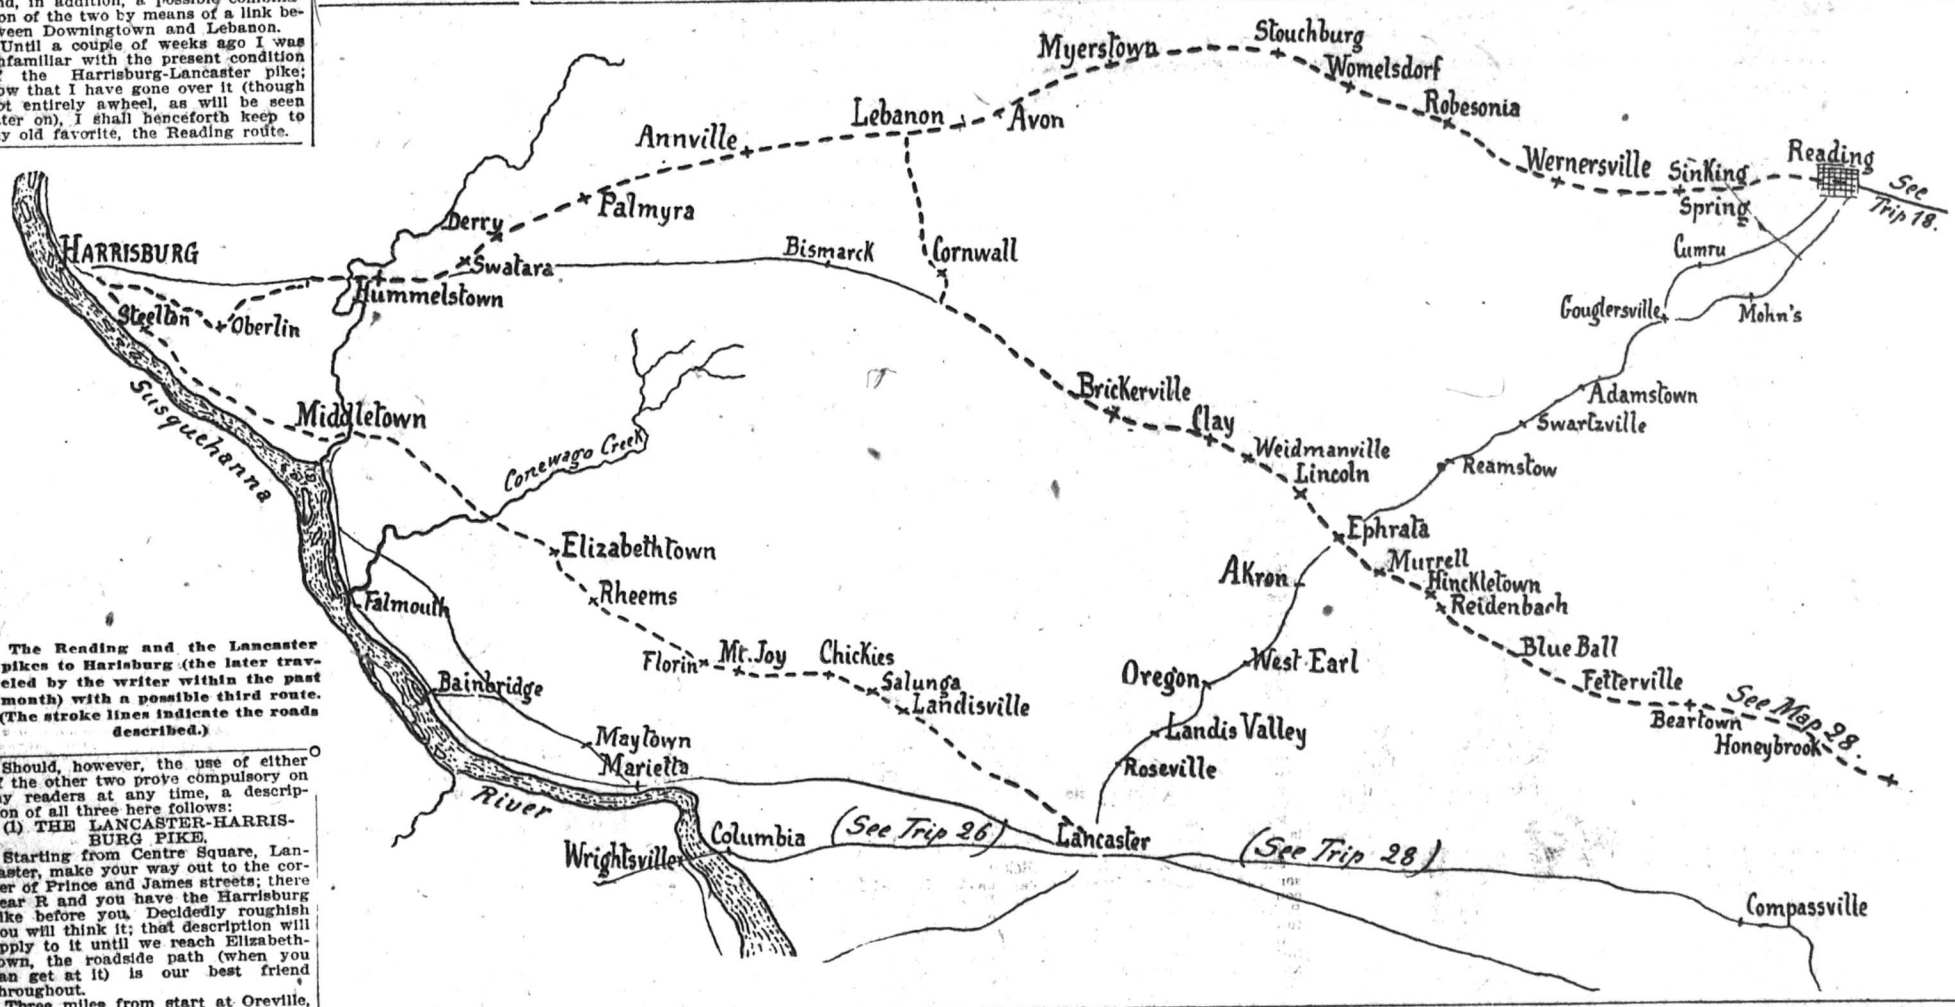 on of the two by means of a link be-
ween Downingtown and Lebanon.
Until a couple of weeks ago I was
nfamiliar with the present condition
the Harrisburg-Lancaster pike;
ow that I have gone over it (though
ot entirely awheel, as will be seen
ter on), I shall henceforth keep to
y old favorite, the Reading route.
Stouchburg
Myerstown
Womelsdorf
Robesonia
Lebanon
Avon
Annville
Wernersville
Sinking
Spring
Reading
See
Trip 18.
Palmyra
Derry
Swatara
HARRISBURG
Hummelstown
Bismarck
Cornwall
Cumru
Gouglersville
Mohn's
Steelton
Oberlin
Susquehanna
Middletown
Conewago Creek
Brickerville
Clay
Weidmanville
Lincoln
Adamstown
Swartzville
Reamstow
Ephrata
Elizabethtown
Rheems
Akron
Murrell
Hinckletown
Reidenbach
Falmouth
Florin
Mt. Joy
Chickies
Salunga
Landisville
Oregon
West Earl
Blue Ball
Fetterville
Beartown
Honeybrook
See Map 28.
Bainbridge
Maytown
Marietta
Landis Valley
Roseville
River
Wrightsville
Columbia
(See Trip 26)
Lancaster
(See Trip 28)
Compassville
The Reading and the Lancaster
pikes to Harisburg (the later trav-
eled by the writer within the past
month) with a possible third route.
(The stroke lines indicate the roads
described.)
Should, however, the use of either
the other two prove compulsory on
y readers at any time, a descrip-
on of all three here follows:
(1) THE LANCASTER-HARRIS-
BURG PIKE.
Starting from Centre Square, Lan-
aster, make your way out to the cor-
er of Prince and James streets; there
ear R and you have the Harrisburg
ike before you. Decidedly roughish
ou will think it; that description will
pply to it until we reach Elizabeth-
own, the roadside path (when you
an get at it) is our best friend
hroughout.
Three miles from start at Oreville,